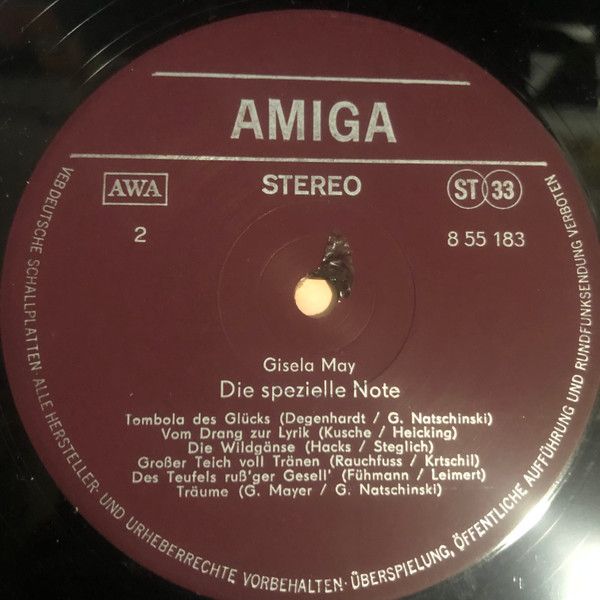 AMIGA
AWA
STEREO
ST 33
2
8 55 183
Gisela May
Die spezielle Note
Tombola des Glücks (Degenhardt / G. Natschinski)
Vom Drang zur Lyrik (Kusche / Heicking)
Die Wildgänse (Hacks / Steglich)
Großer Teich voll Tränen (Rauchfuss / Krtschil)
Des Teufels ruß'ger Gesell' (Fühmann / Leimert)
Träume (G. Mayer / G. Natschinski)
VEB DEUTSCHE SCHALLPLATTEN ALLE HERSTELLER- UND URHEBERRECHTE VORBEHALTEN · ÜBERSPIELUNG, ÖFFENTLICHE AUFFÜHRUNG UND RUNDFUNKSENDUNG VERBOTEN